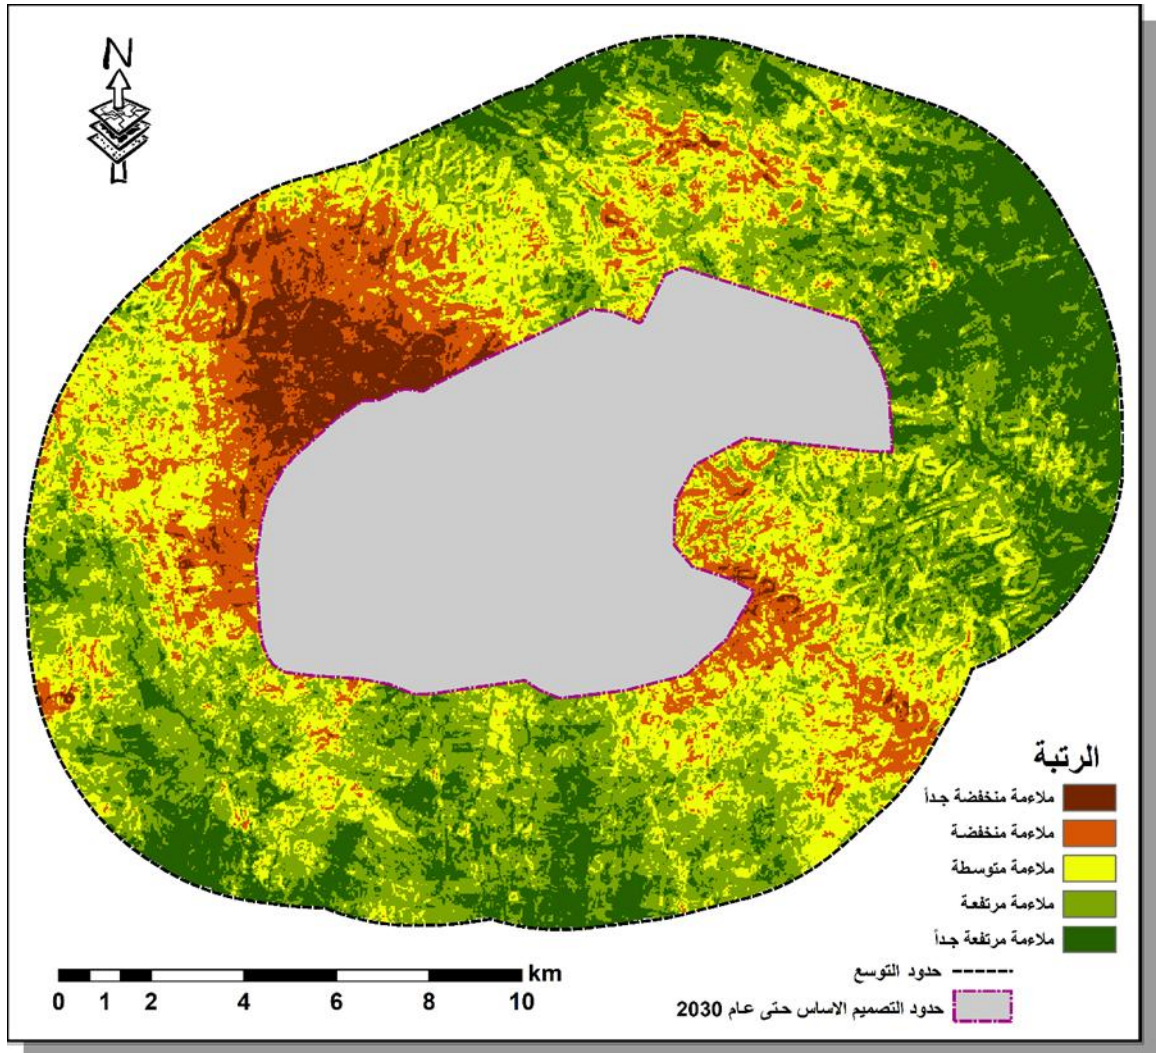 N
الرتبة
ملاءمة منخفضة جداً
ملاءمة منخفضة
ملاءمة متوسطة
ملاءمة مرتفعة
ملاءمة مرتفعة جداً
حدود التوسع
حدود التصميم الاساس حتى عام 2030
km
0 1 2 4 6 8 10